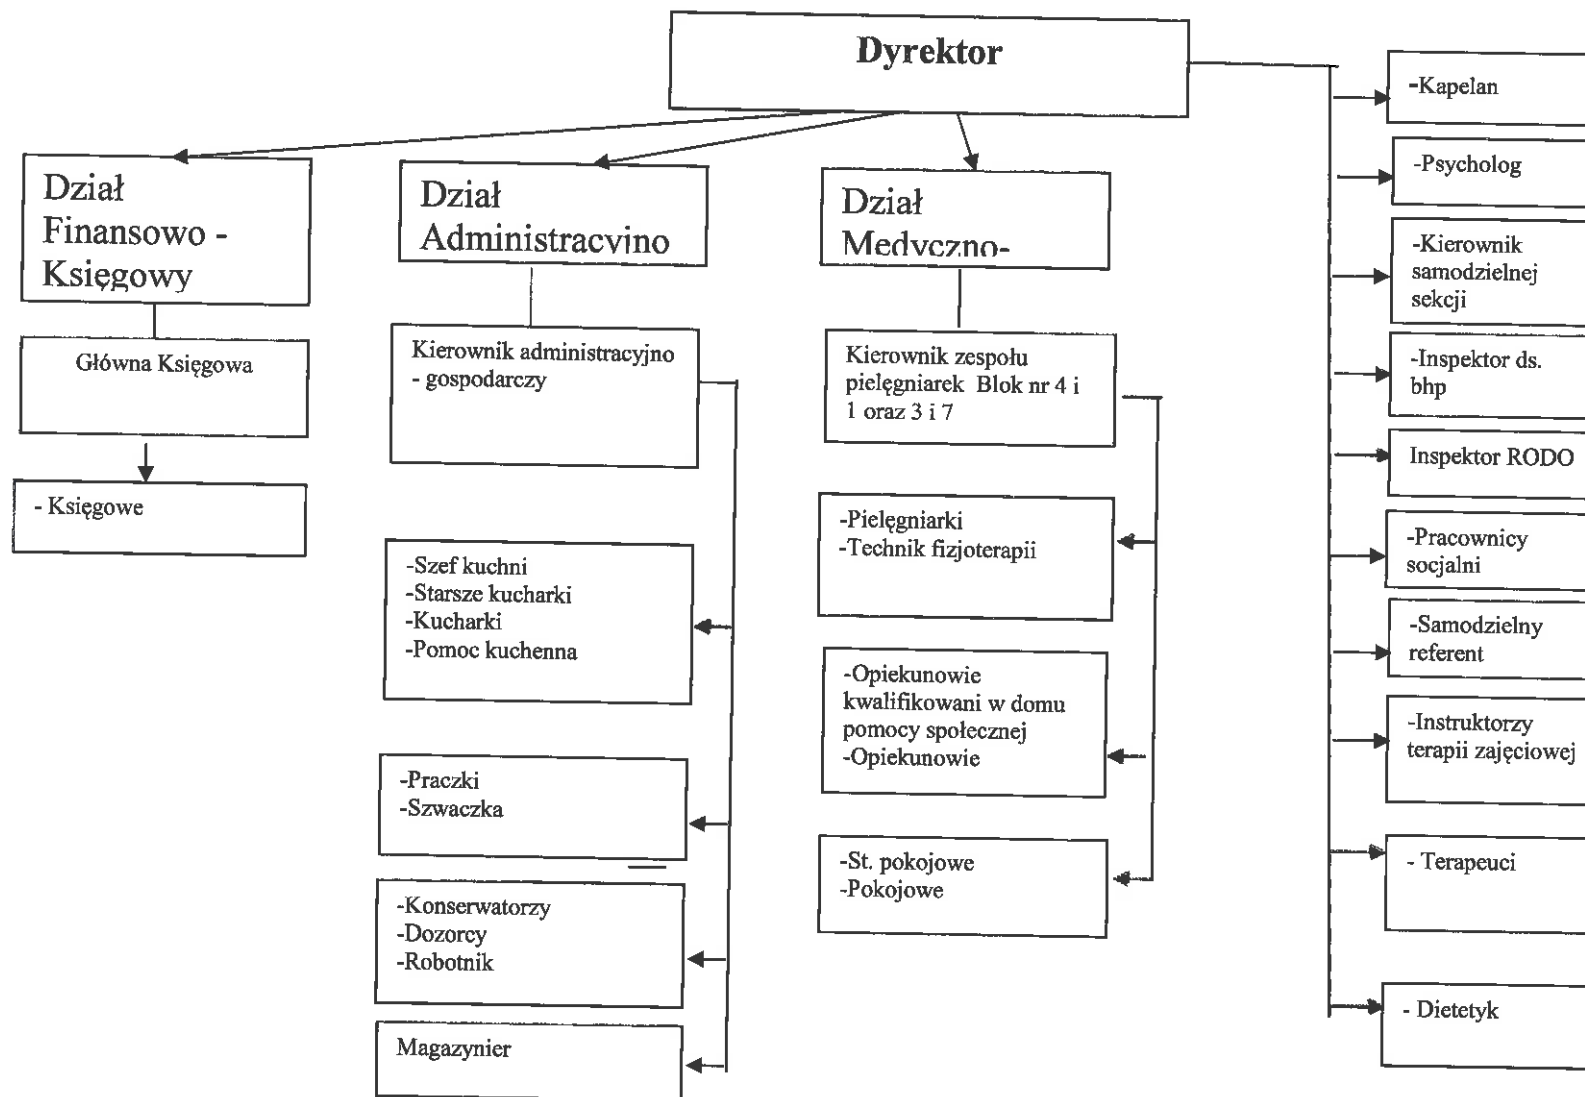 Dyrektor
Dział
Finansowo -
Księgowy
Dział
Administracyjno
Dział
Medyczno-
Główna Księgowa
- Księgowe
Kierownik administracyjno
- gospodarczy
-Szef kuchni
-Starsze kucharki
-Kucharki
-Pomoc kuchenna
-Praczki
-Szwaczka
-Konserwatorzy
-Dozorcy
-Robotnik
Magazynier
Kierownik zespołu
pielęgniarek Blok nr 4 i
1 oraz 3 i 7
-Pielęgniarki
-Technik fizjoterapii
-Opiekunowie
kwalifikowani w domu
pomocy społecznej
-Opiekunowie
-St. pokojowe
-Pokojowe
-Kapelan
-Psycholog
-Kierownik
samodzielnej
sekcji
-Inspektor ds.
bhp
Inspektor RODO
-Pracownicy
socjalni
-Samodzielny
referent
-Instruktorzy
terapii zajęciowej
- Terapeuci
- Dietetyk